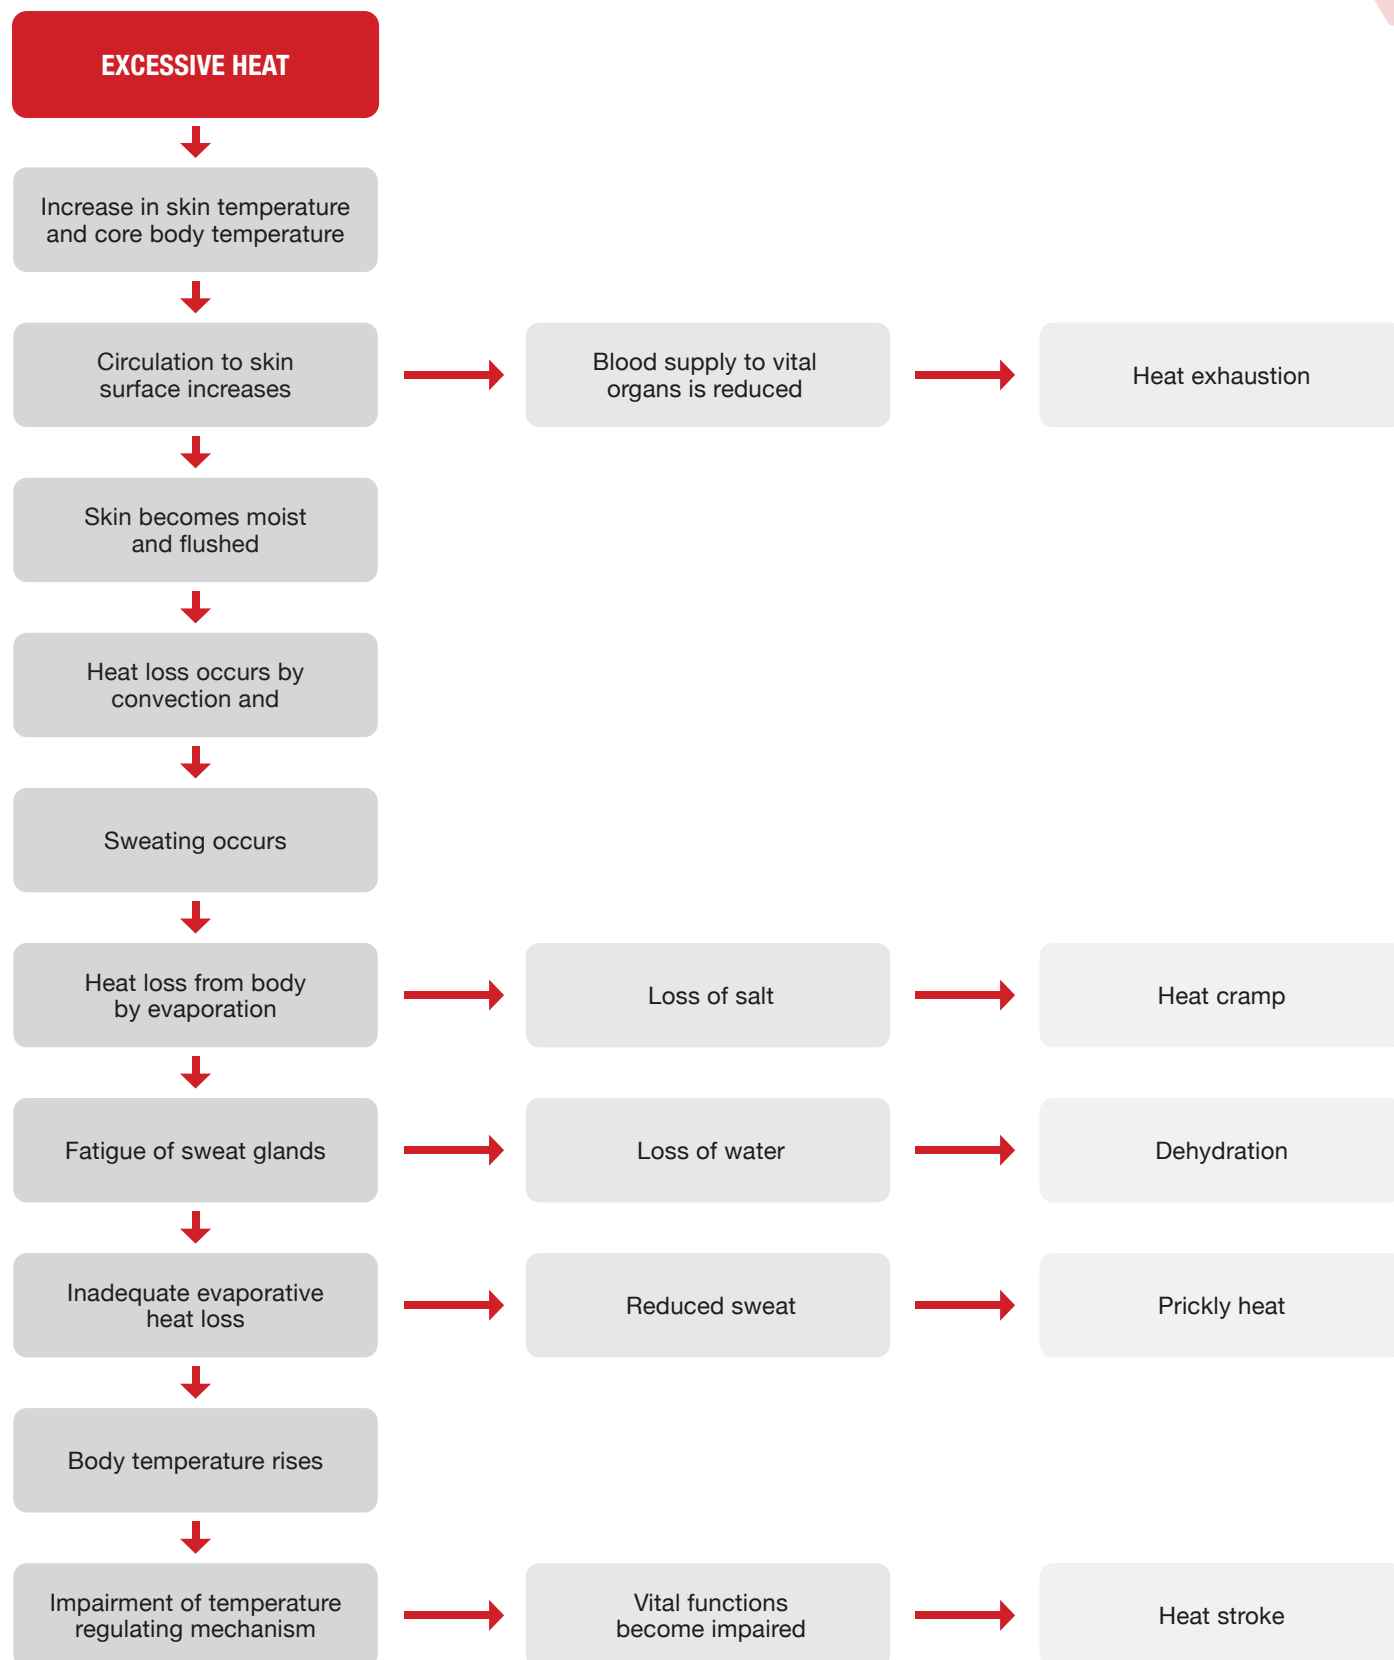 EXCESSIVE HEAT
Increase in skin temperature
and core body temperature
Circulation to skin
surface increases
Blood supply to vital
organs is reduced
Heat exhaustion
Skin becomes moist
and flushed
Heat loss occurs by
convection and
Sweating occurs
Heat loss from body
by evaporation
Loss of salt
Heat cramp
Fatigue of sweat glands
Loss of water
Dehydration
Inadequate evaporative
heat loss
Reduced sweat
Prickly heat
Body temperature rises
Impairment of temperature
regulating mechanism
Vital functions
become impaired
Heat stroke